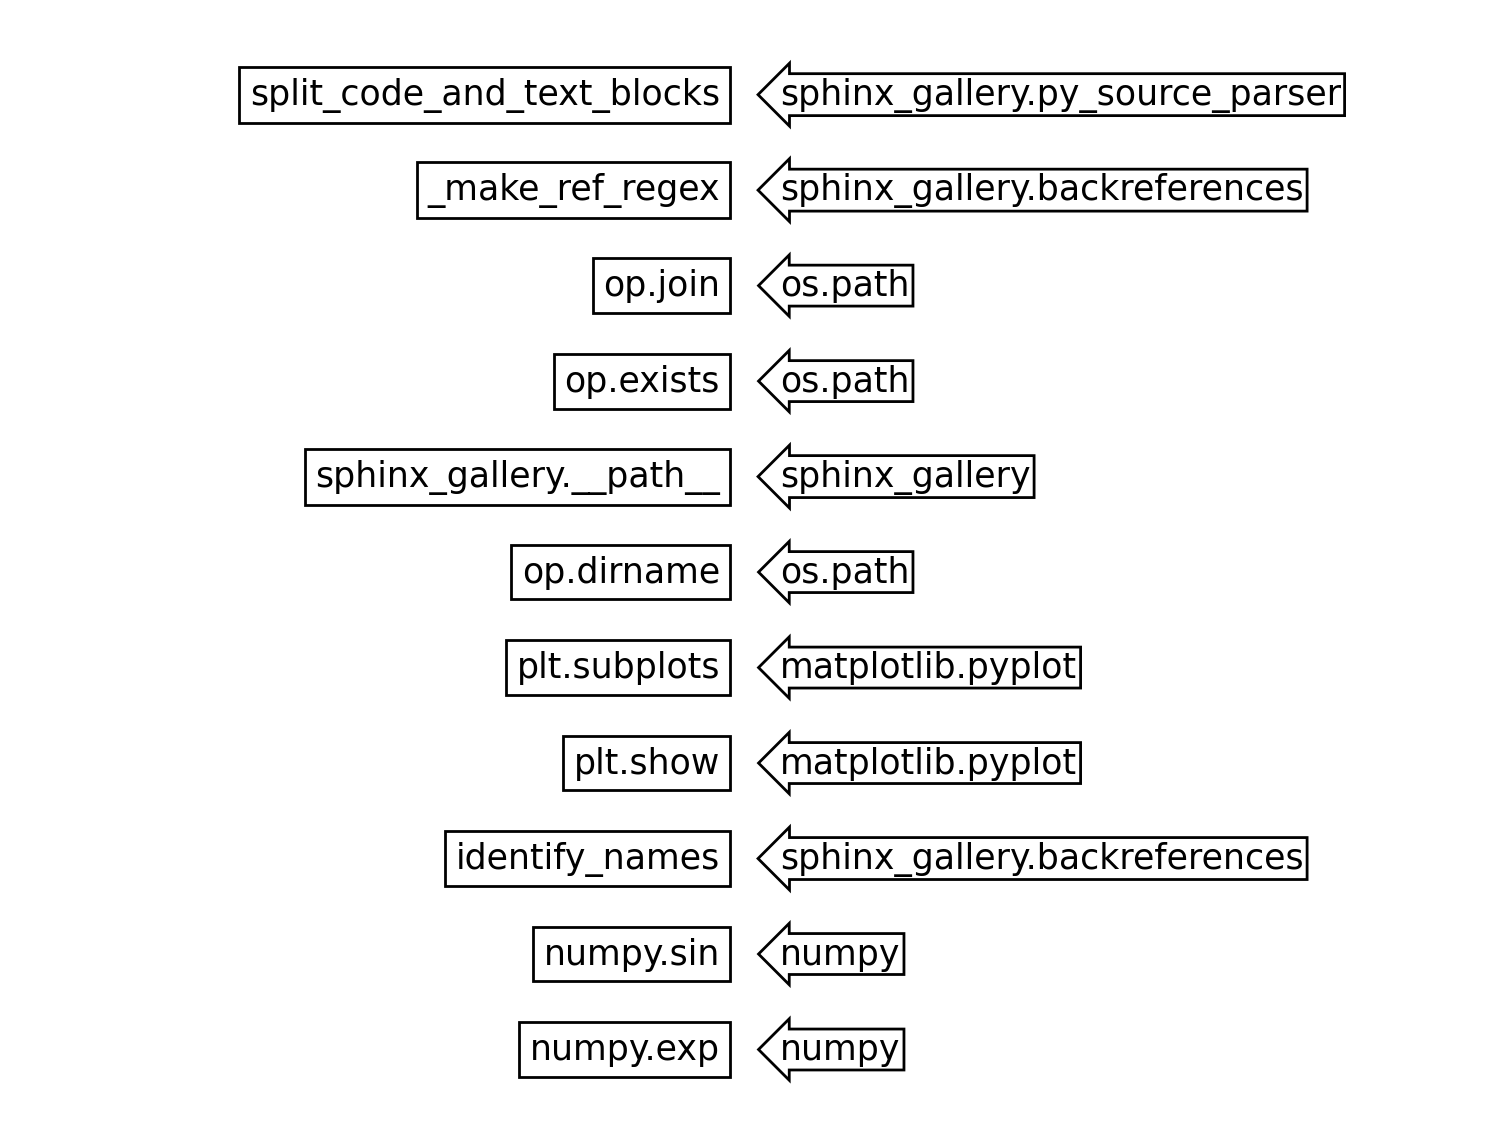 split_code_and_text_blocks sphinx_gallery.py_source_parser
_make_ref_regex sphinx_gallery.backreferences
op.join os.path
op.exists os.path
sphinx_gallery.__path__ sphinx_gallery
op.dirname os.path
plt.subplots matplotlib.pyplot
plt.show matplotlib.pyplot
identify_names sphinx_gallery.backreferences
numpy.sin numpy
numpy.exp numpy